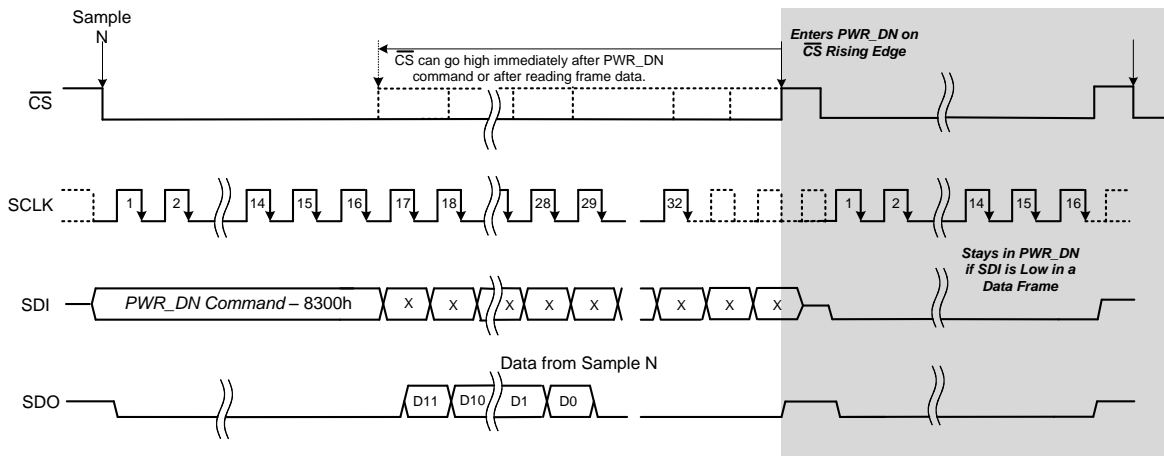 Sample
N
CS can go high immediately after PWR_DN
command or after reading frame data.
Enters PWR_DN on
CS Rising Edge
CS
SCLK
1 2 14 15 16 17 18 28 29 32 1 2 14 15 16
Stays in PWR_DN
if SDI is Low in a
Data Frame
SDI
PWR_DN Command – 8300h X X X X X X X X
Data from Sample N
SDO
D11 D10 D1 D0